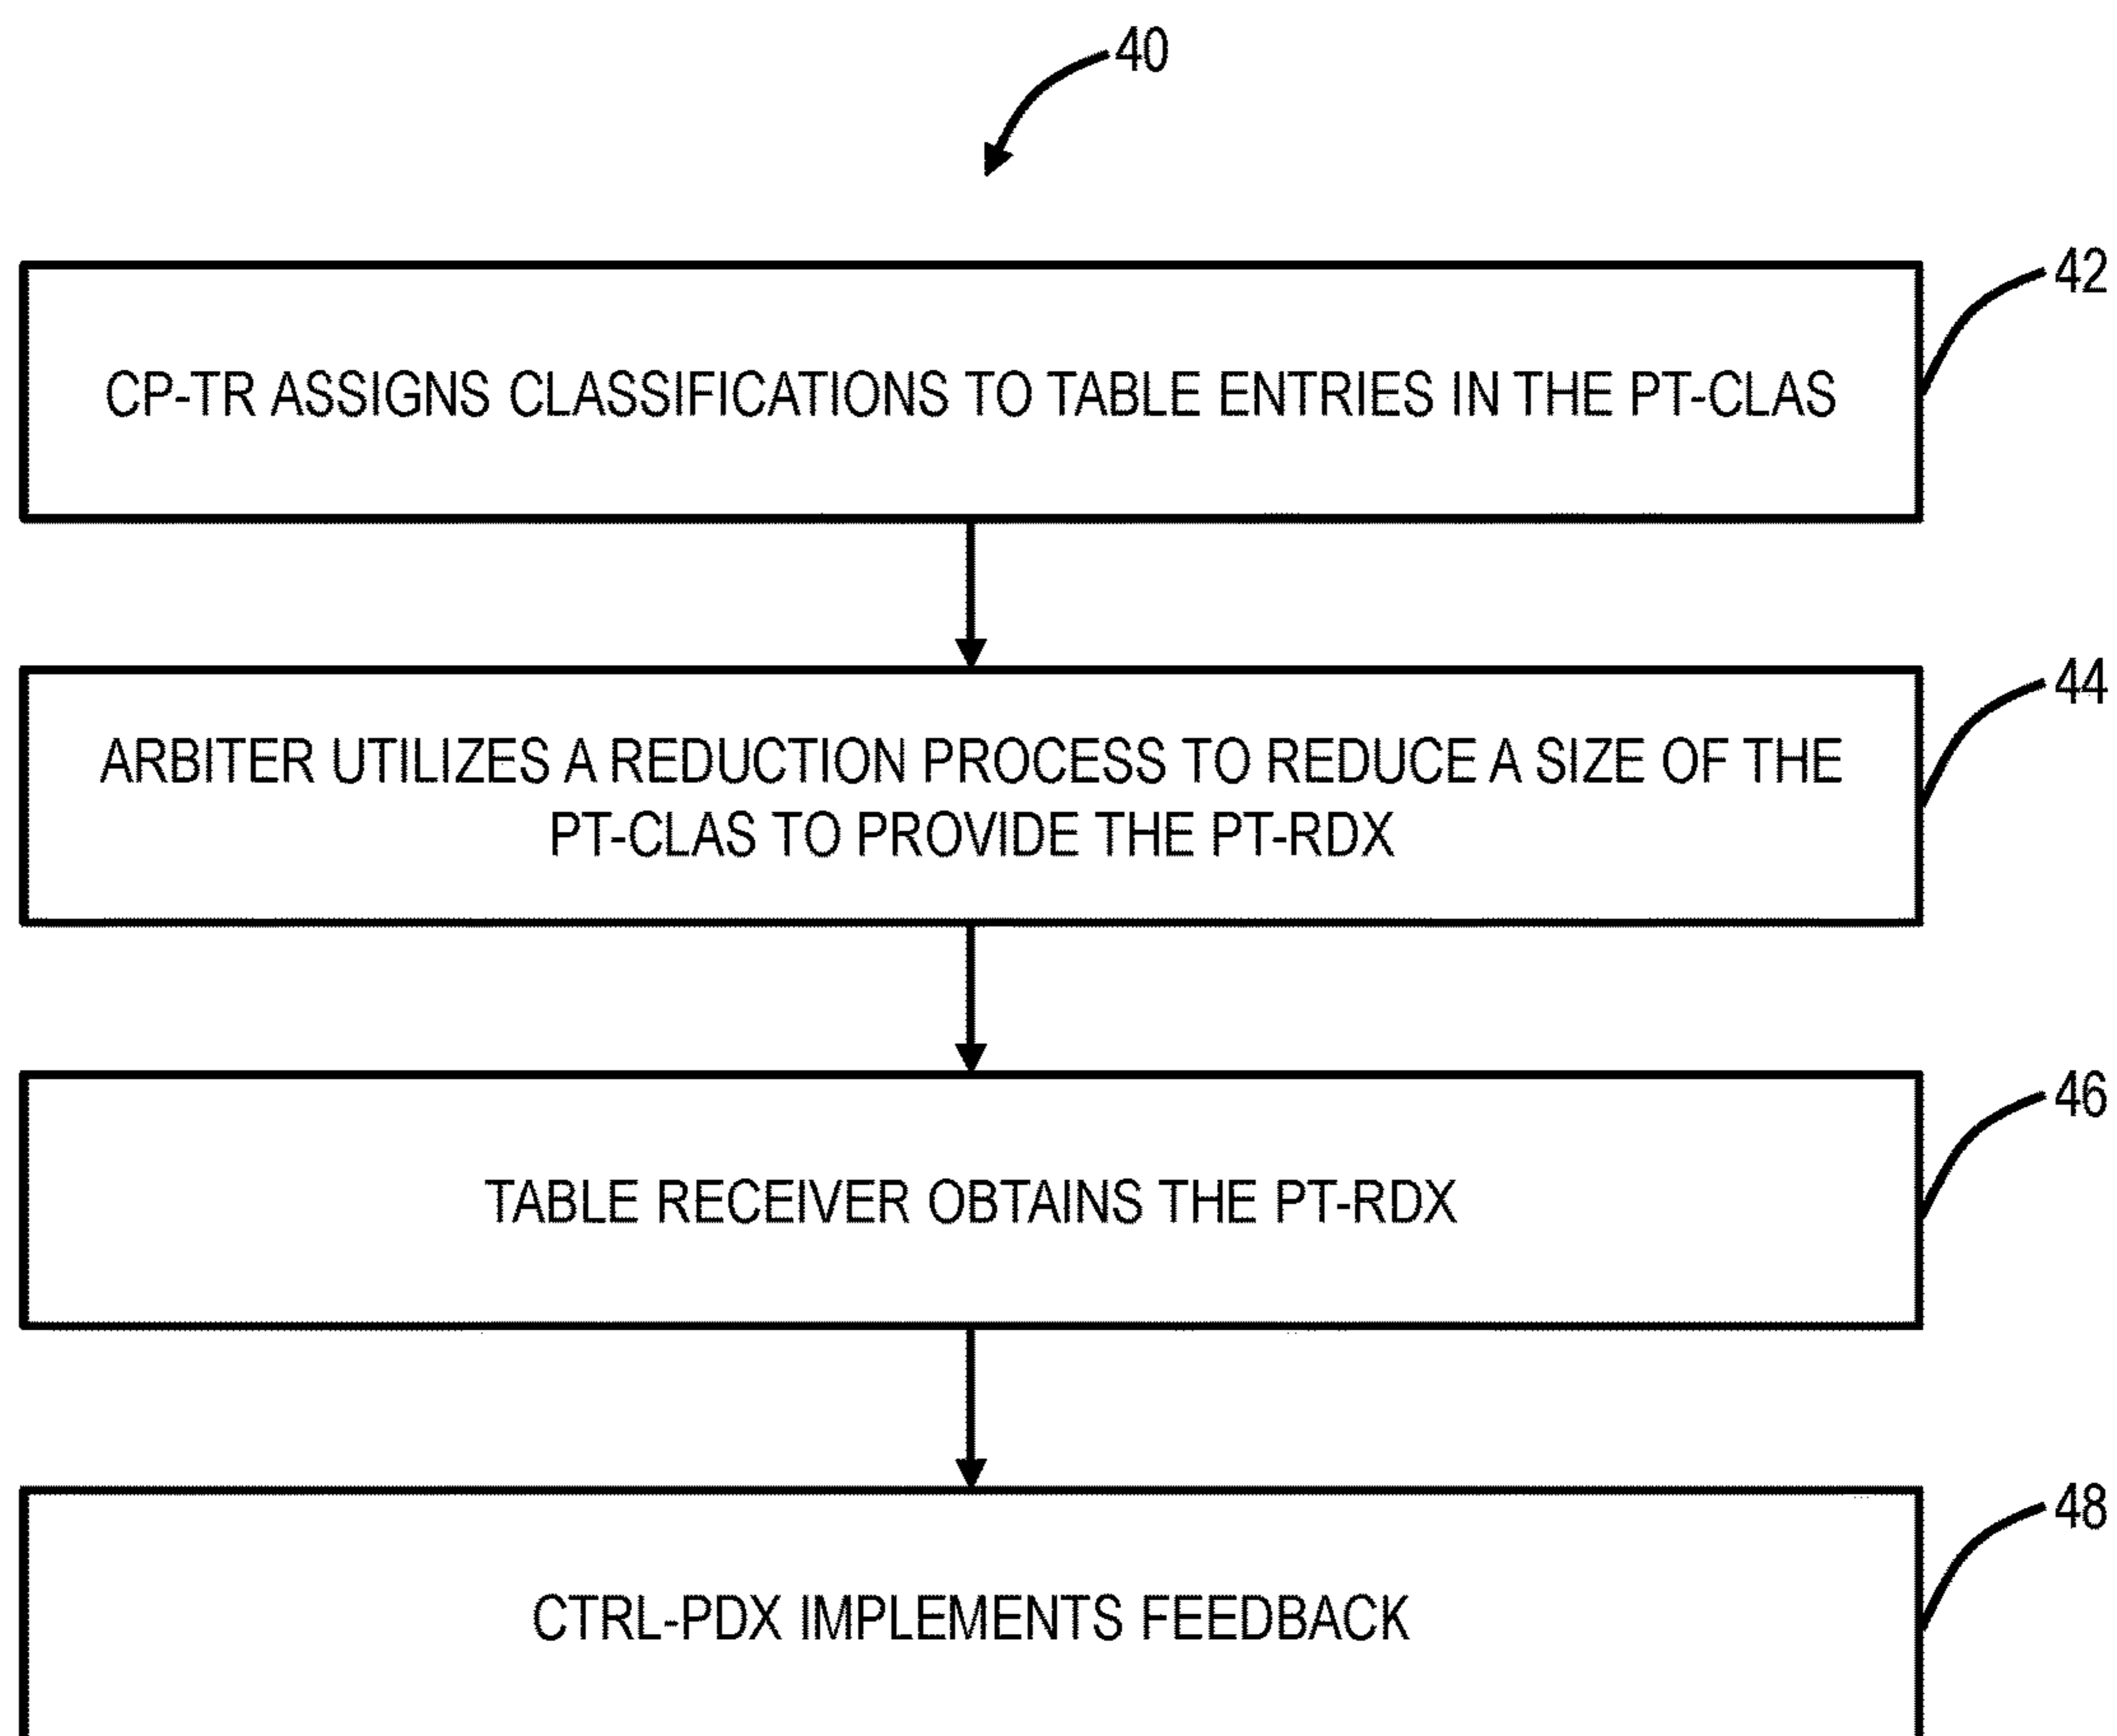 40
42
CP-TR ASSIGNS CLASSIFICATIONS TO TABLE ENTRIES IN THE PT-CLAS
44
ARBITER UTILIZES A REDUCTION PROCESS TO REDUCE A SIZE OF THE
PT-CLAS TO PROVIDE THE PT-RDX
46
TABLE RECEIVER OBTAINS THE PT-RDX
48
CTRL-PDX IMPLEMENTS FEEDBACK